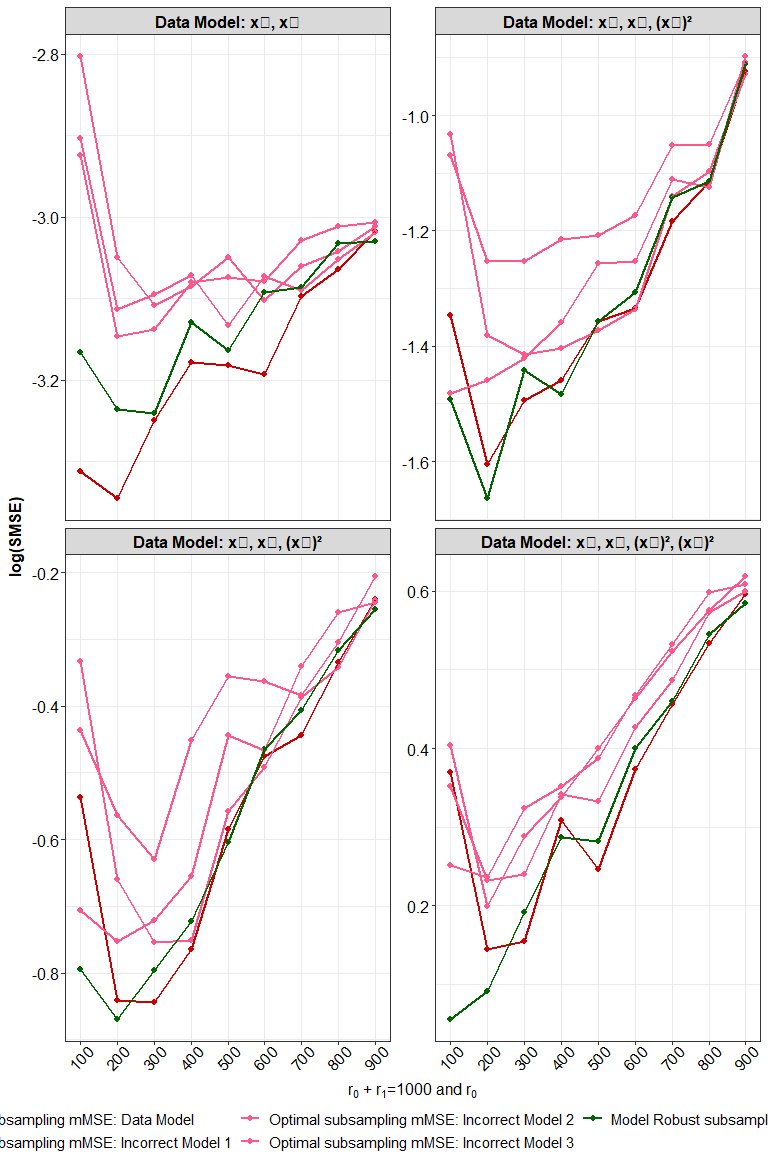 Data Model: x▯, x▯
Data Model: x▯, x▯, (x▯)²
-2.8
-3.0
-3.2
-1.0
-1.2
-1.4
-1.6
log(SMSE)
Data Model: x▯, x▯, (x▯)²
Data Model: x▯, x▯, (x▯)², (x▯)²
-0.2
-0.4
-0.6
-0.8
0.6
0.4
0.2
100 200 300 400 500 600 700 800 900
100 200 300 400 500 600 700 800 900
r₀ + r₁=1000 and r₀
bsampling mMSE: Data Model
Optimal subsampling mMSE: Incorrect Model 2
Model Robust subsampl
bsampling mMSE: Incorrect Model 1
Optimal subsampling mMSE: Incorrect Model 3